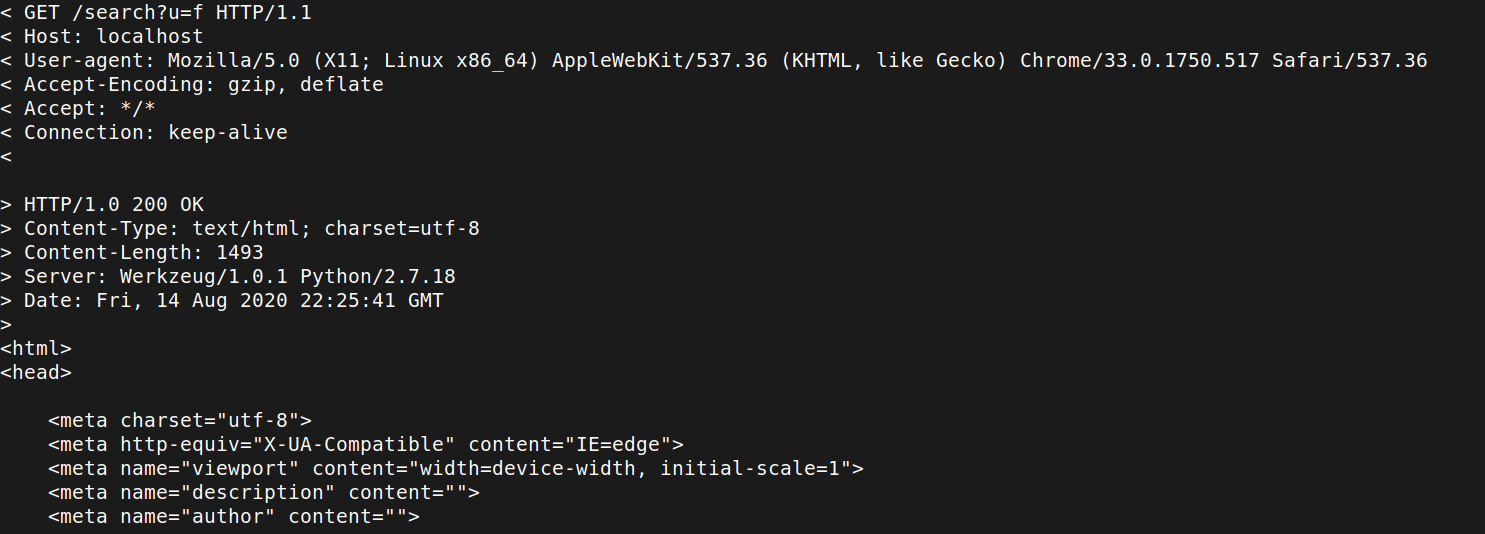 < GET /search?u=f HTTP/1.1
< Host: localhost
< User-agent: Mozilla/5.0 (X11; Linux x86_64) AppleWebKit/537.36 (KHTML, like Gecko) Chrome/33.0.1750.517 Safari/537.36
< Accept-Encoding: gzip, deflate
< Accept: */*
< Connection: keep-alive
<
> HTTP/1.0 200 OK
> Content-Type: text/html; charset=utf-8
> Content-Length: 1493
> Server: Werkzeug/1.0.1 Python/2.7.18
> Date: Fri, 14 Aug 2020 22:25:41 GMT
>
<html>
<head>
    <meta charset="utf-8">
    <meta http-equiv="X-UA-Compatible" content="IE=edge">
    <meta name="viewport" content="width=device-width, initial-scale=1">
    <meta name="description" content="">
    <meta name="author" content="">